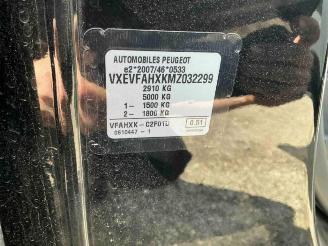 AUTOMOBILES PEUGEOT
e2*2007/46*0533
VXEVFAHXKMZ032299
2910 KG
5000 KG
1- 1500 KG
2- 1800 KG
VFAHXK-C2F01D 0.51
0610447-1